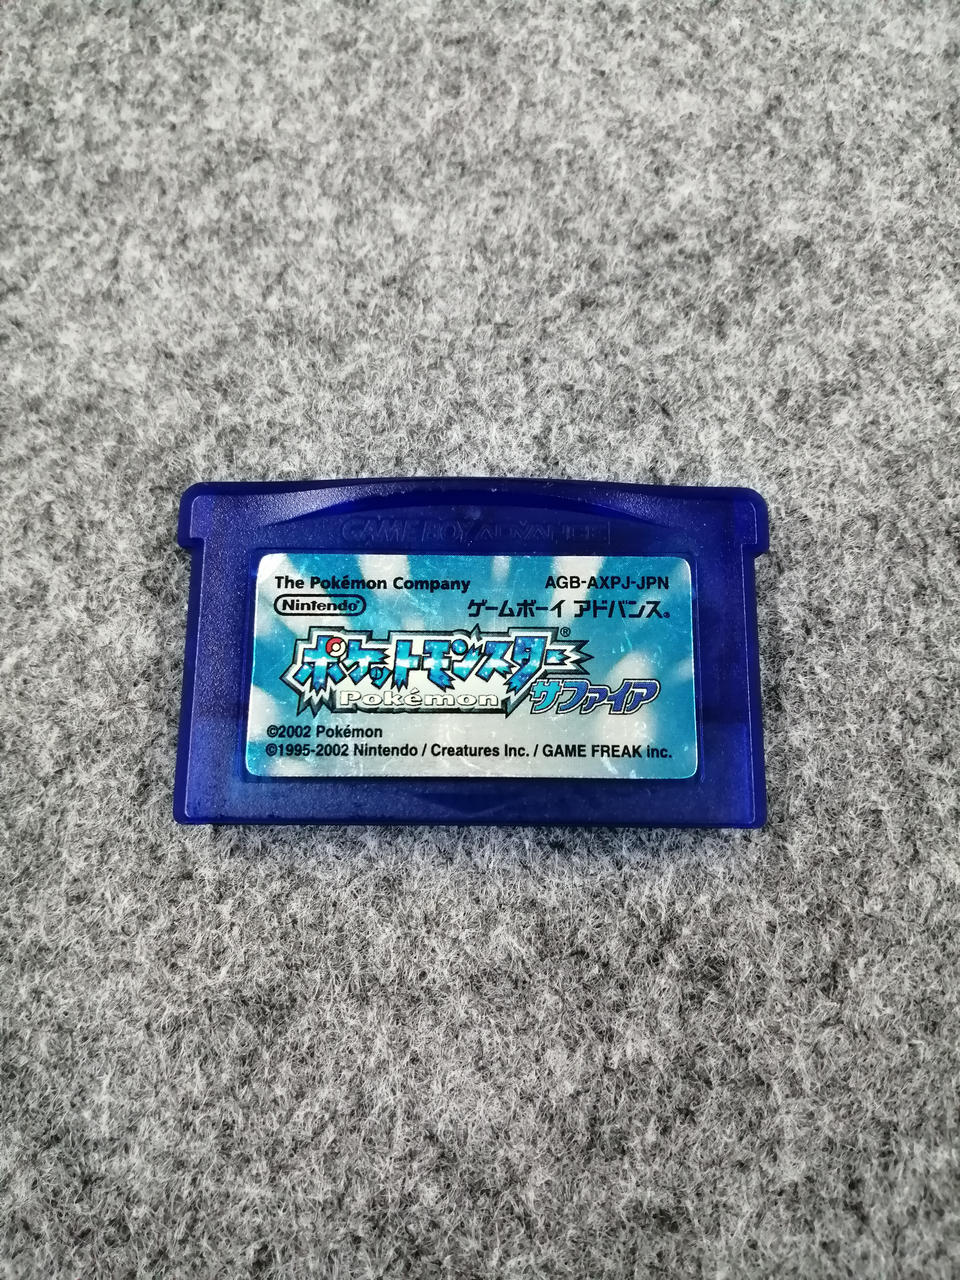 GAME BOY ADVANCE
The Pokémon Company AGB-AXPJ-JPN
Nintendo® ゲームボーイ アドバンス®
ポケットモンスター®
Pokémon サファイア
©2002 Pokémon
©1995-2002 Nintendo / Creatures Inc. / GAME FREAK inc.